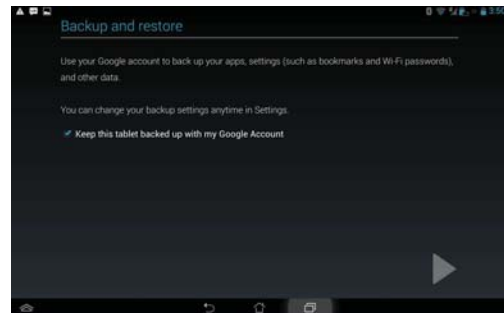 3:50
Backup and restore
Use your Google account to back up your apps, settings (such as bookmarks and Wi-Fi passwords),
and other data.
You can change your backup settings anytime in Settings.
Keep this tablet backed up with my Google Account